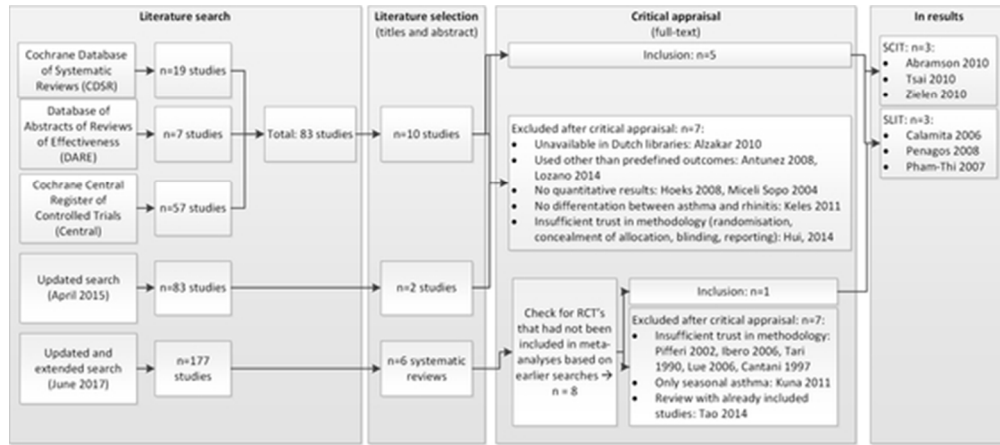 Literature search
Cochrane Database
of Systematic
Reviews (CDSR)
n=19 studies
Database of
Abstracts of Reviews
of Effectiveness
(DARE)
n=7 studies
Cochrane Central
Register of
Controlled Trials
(Central)
n=57 studies
Total: 83 studies
Updated search
(April 2015)
n=83 studies
Updated and
extended search
(June 2017)
n=177
studies
Literature selection
(titles and abstract)
n=10 studies
n=2 studies
n=6 systematic
reviews
Critical appraisal
(full-text)
Inclusion: n=5
Excluded after critical appraisal: n=7:
• Unavailable in Dutch libraries: Alzakar 2010
• Used other than predefined outcomes: Antunez 2008,
Lozano 2014
• No quantitative results: Hoeks 2008, Miceli Sopo 2004
• No differentation between asthma and rhinitis: Keles 2011
• Insufficient trust in methodology (randomisation,
concealment of allocation, blinding, reporting): Hui, 2014
Check for RCT's
that had not been
included in meta-
analyses based on
earlier searches →
n = 8
Inclusion: n=1
Excluded after critical appraisal: n=7:
• Insufficient trust in methodology:
Pifferi 2002, Ibero 2006, Tari
1990, Lue 2006, Cantani 1997
• Only seasonal asthma: Kuna 2011
• Review with already included
studies: Tao 2014
In results
SCIT: n=3:
• Abramson 2010
• Tsai 2010
• Zielen 2010
SLIT: n=3:
• Calamita 2006
• Penagos 2008
• Pham-Thi 2007